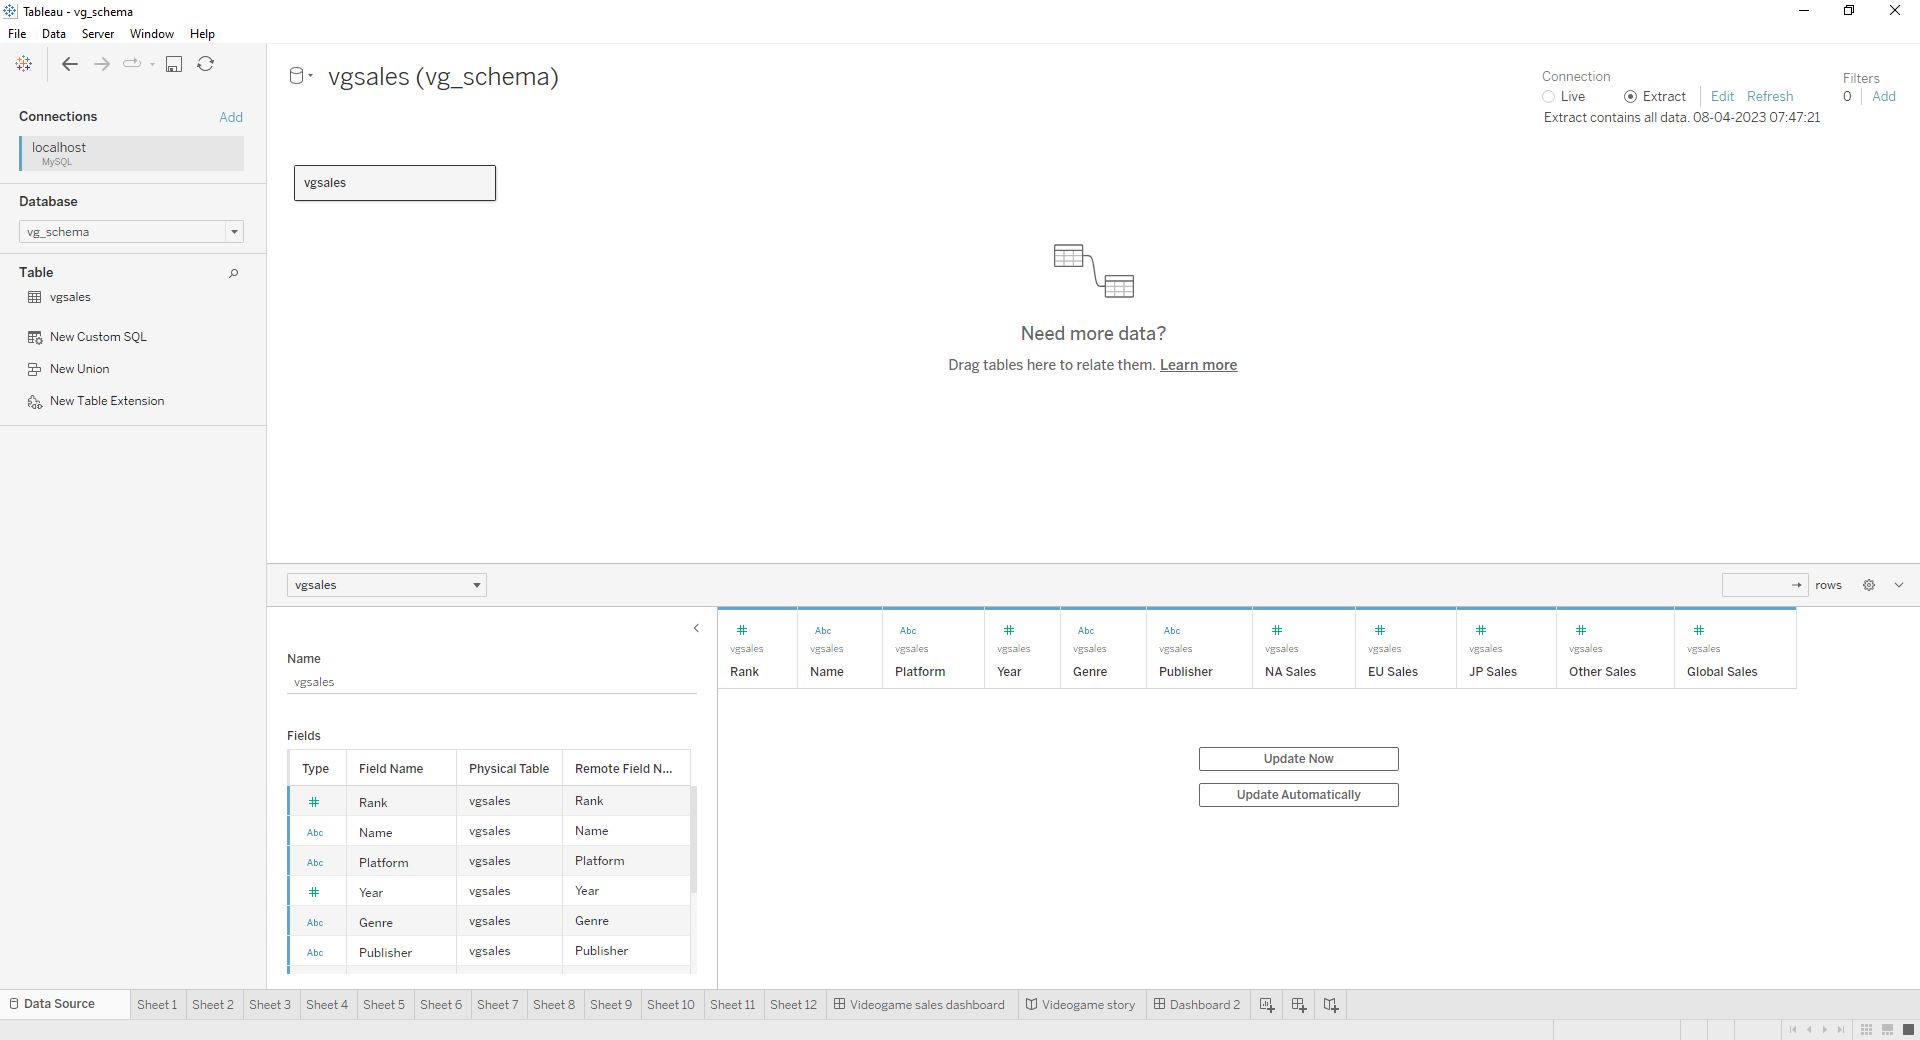 Tableau - vg_schema
File Data Server Window Help
Connections Add
localhost
MySQL
Database
vg_schema
Table
vgsales
New Custom SQL
New Union
New Table Extension
vgsales (vg_schema)
Connection
Live Extract Edit Refresh
Extract contains all data. 08-04-2023 07:47:21
Filters
0 Add
vgsales
Need more data?
Drag tables here to relate them. Learn more
vgsales
rows
Name
vgsales
Fields
Type Field Name Physical Table Remote Field N...
# Rank vgsales Rank
Abc Name vgsales Name
Abc Platform vgsales Platform
# Year vgsales Year
Abc Genre vgsales Genre
Abc Publisher vgsales Publisher
# Abc Abc # Abc Abc # # # # #
vgsales vgsales vgsales vgsales vgsales vgsales vgsales vgsales vgsales vgsales vgsales
Rank Name Platform Year Genre Publisher NA Sales EU Sales JP Sales Other Sales Global Sales
Update Now
Update Automatically
Data Source Sheet 1 Sheet 2 Sheet 3 Sheet 4 Sheet 5 Sheet 6 Sheet 7 Sheet 8 Sheet 9 Sheet 10 Sheet 11 Sheet 12 Videogame sales dashboard Videogame story Dashboard 2